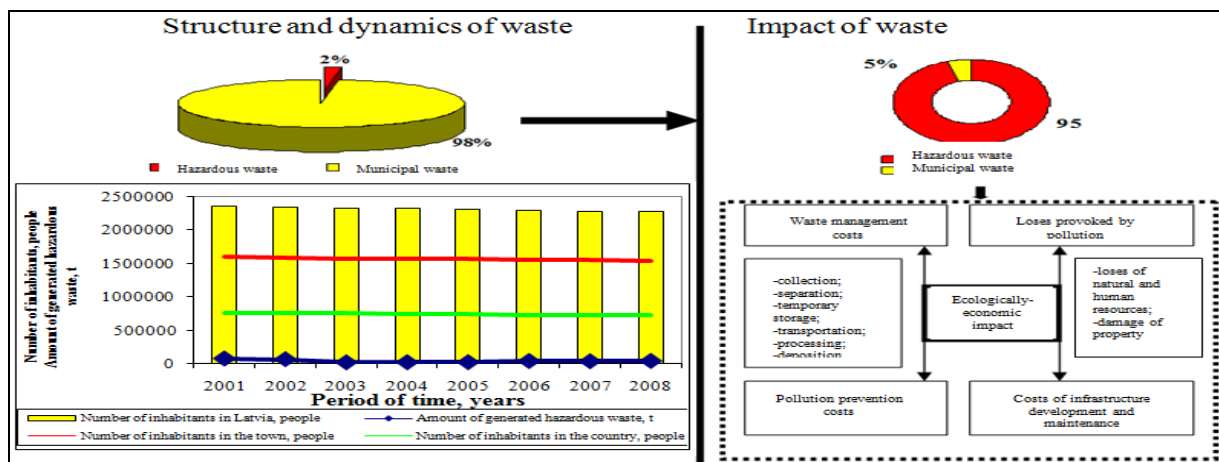 Structure and dynamics of waste
2%
98%
Hazardous waste
Municipal waste
Number of inhabitants, people
Amount of generated hazardous
waste, t
2500000
2000000
1500000
1000000
500000
0
2001 2002 2003 2004 2005 2006 2007 2008
Period of time, years
Number of inhabitants in Latvia, people
Amount of generated hazardous waste, t
Number of inhabitants in the town, people
Number of inhabitants in the country, people
Impact of waste
5%
95
Hazardous waste
Municipal waste
Waste management
costs
Loses provoked by
pollution
-collection;
-separation;
-temporary
storage;
-transportation;
-processing;
-deposition
Ecologically-
economic
impact
-loses of
natural and
human
resources;
-damage of
property
Pollution prevention
costs
Costs of infrastructure
development and
maintenance